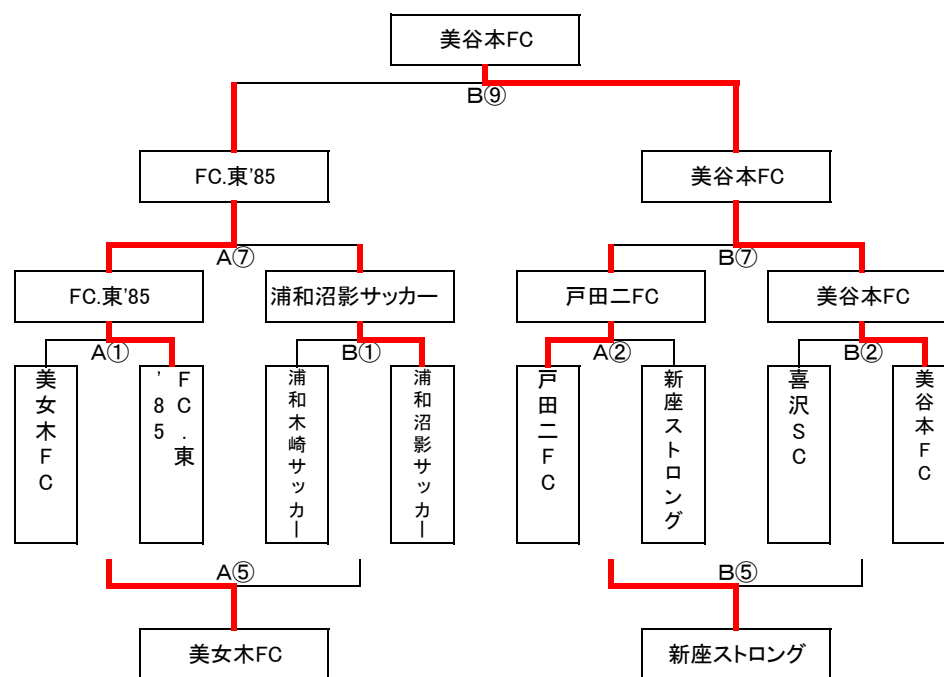 美谷本FC
B⑨
FC.東'85
美谷本FC
A⑦
B⑦
FC.東'85
浦和沼影サッカー
戸田二FC
美谷本FC
A①
B①
A②
B②
美女木FC
FC.東
'85
浦和木崎サッカー
浦和沼影サッカー
戸田二FC
新座ストロング
喜沢SC
美谷本FC
A⑤
B⑤
美女木FC
新座ストロング